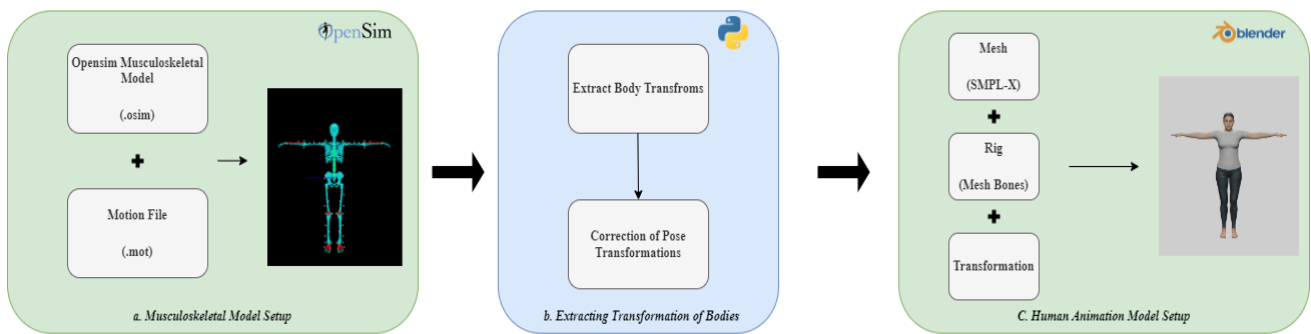 OpenSim
Opensim Musculoskeletal
Model
(.osim)
Motion File
(.mot)
a. Musculoskeletal Model Setup
Extract Body Transfroms
Correction of Pose
Transformations
b. Extracting Transformation of Bodies
blender
Mesh
(SMPL-X)
Rig
(Mesh Bones)
Transformation
C. Human Animation Model Setup